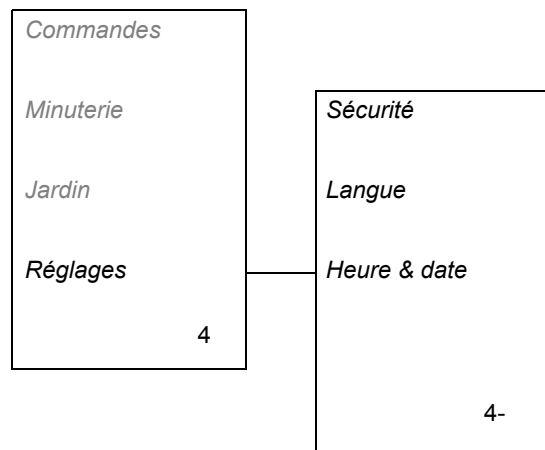 Commandes
Minuterie
Jardin
Réglages
4
Sécurité
Langue
Heure & date
4-